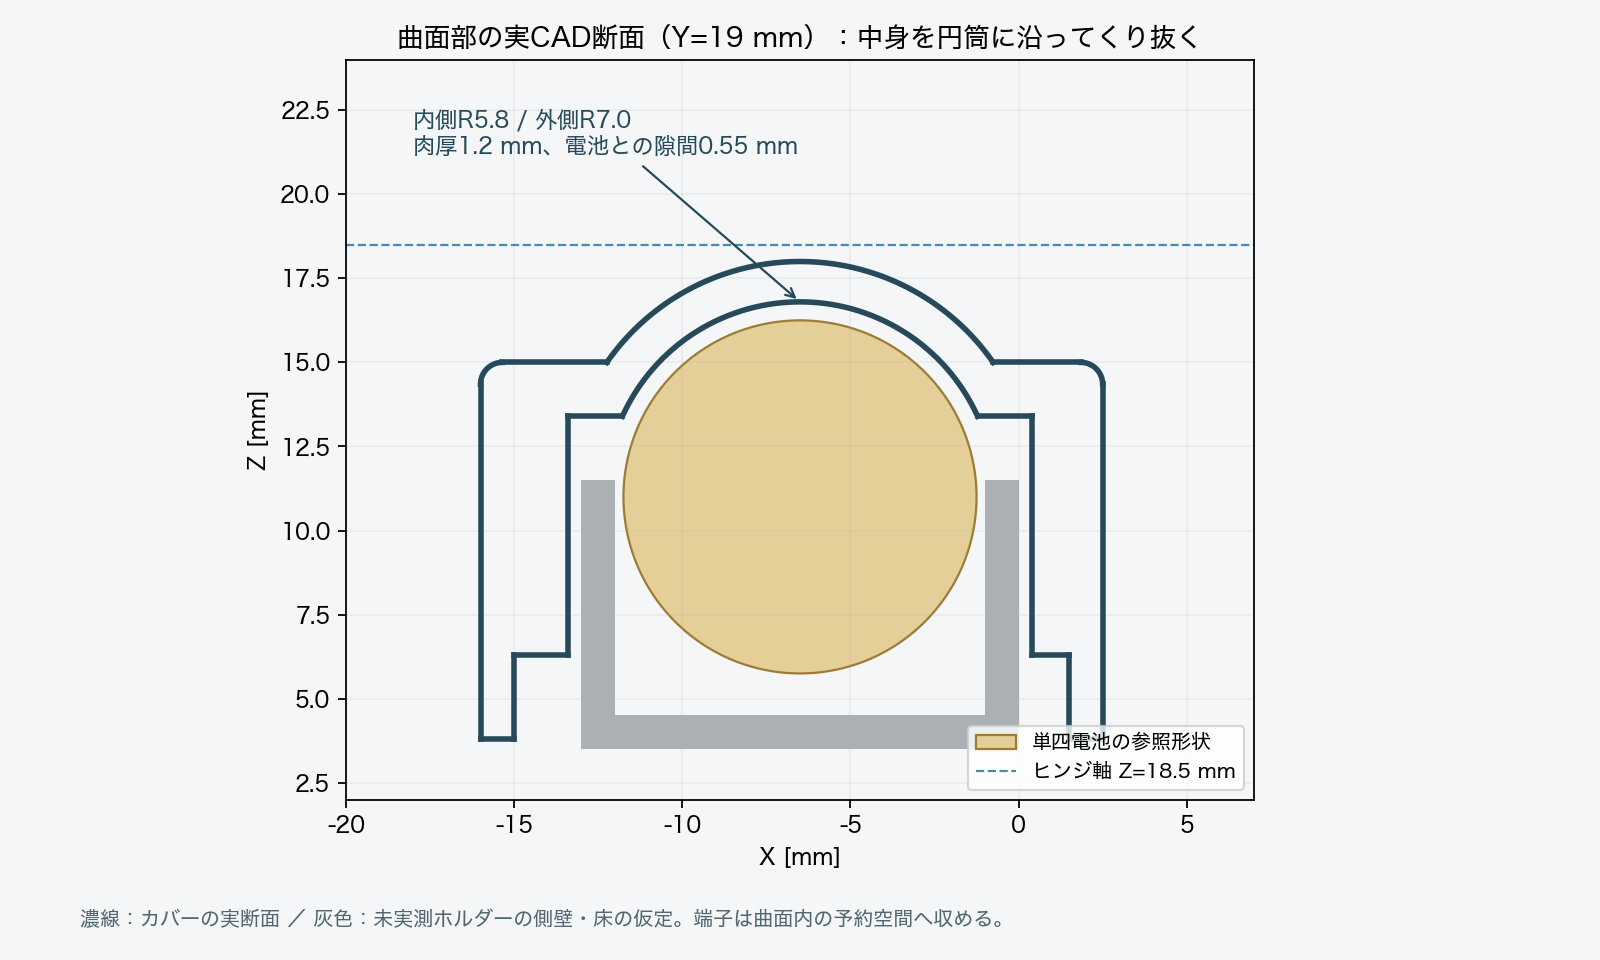 曲面部の実CAD断面（Y=19 mm）：中身を円筒に沿ってくり抜く
内側R5.8 / 外側R7.0
肉厚1.2 mm、電池との隙間0.55 mm
22.5
20.0
17.5
15.0
12.5
10.0
7.5
5.0
2.5
Z [mm]
-20
-15
-10
-5
0
5
X [mm]
単四電池の参照形状
ヒンジ軸 Z=18.5 mm
濃線：カバーの実断面 ／ 灰色：未実測ホルダーの側壁・床の仮定。端子は曲面内の予約空間へ収める。